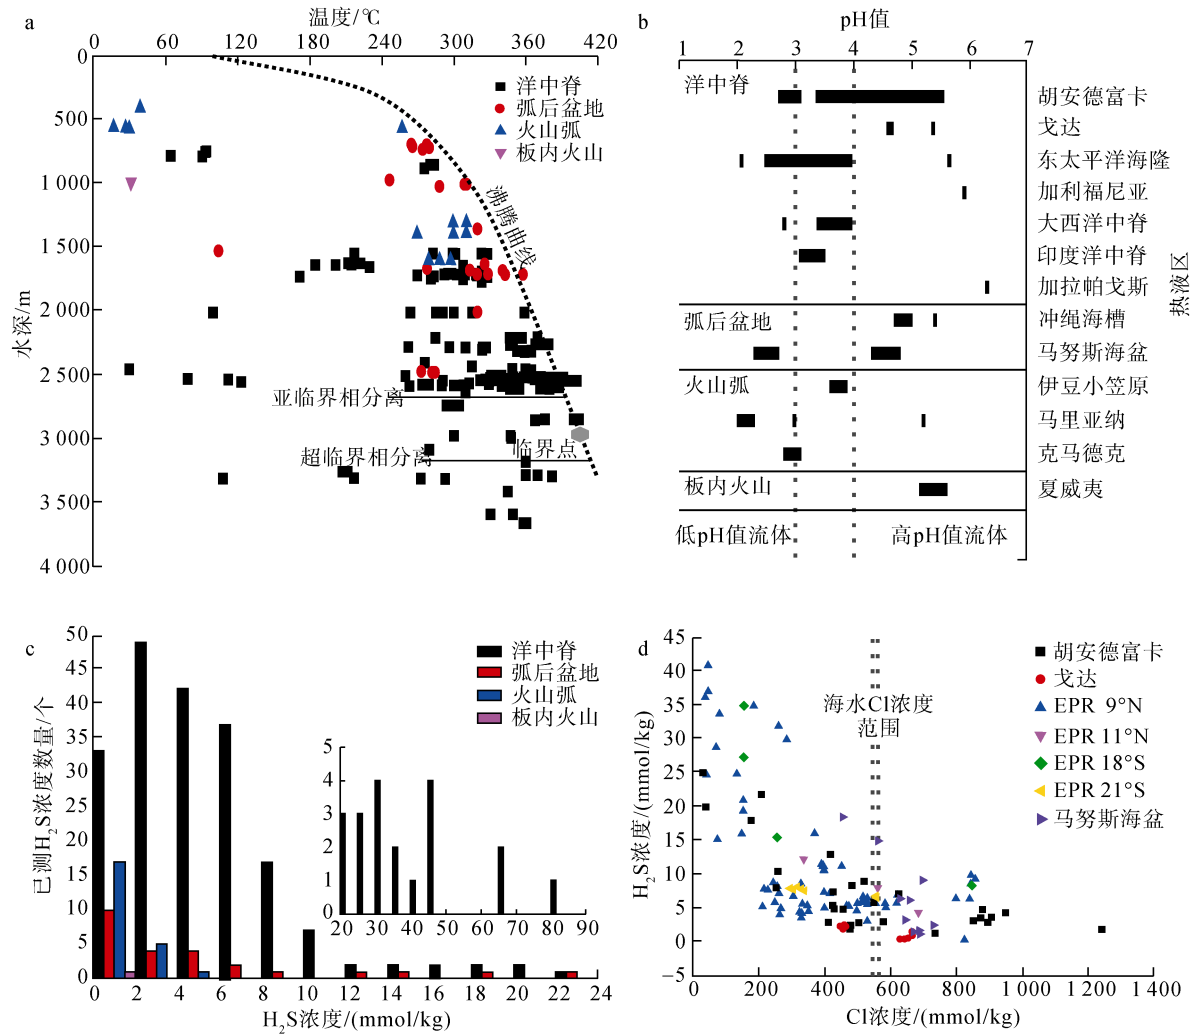 a
温度/℃
0 60 120 180 240 300 360 420
0
500
1 000
1 500
2 000
2 500
3 000
3 500
4 000
水深/m
洋中脊
弧后盆地
火山弧
板内火山
沸腾曲线
亚临界相分离
临界点
超临界相分离
b
pH值
1 2 3 4 5 6 7
洋中脊
胡安德富卡
戈达
东太平洋海隆
加利福尼亚
大西洋中脊
印度洋中脊
加拉帕戈斯
弧后盆地
冲绳海槽
马努斯海盆
火山弧
伊豆小笠原
马里亚纳
克马德克
板内火山
夏威夷
低pH值流体
高pH值流体
热液区
c
50
45
40
35
30
25
20
15
10
5
0
已测H₂S浓度数量/个
洋中脊
弧后盆地
火山弧
板内火山
5
4
3
2
1
0
20 30 40 50 60 70 80 90
0 2 4 6 8 10 12 14 16 18 20 22 24
H₂S浓度/(mmol/kg)
d
45
40
35
30
25
20
15
10
5
0
−5
H₂S浓度/(mmol/kg)
海水Cl浓度
范围
胡安德富卡
戈达
EPR 9°N
EPR 11°N
EPR 18°S
EPR 21°S
马努斯海盆
0 200 400 600 800 1 000 1 200 1 400
Cl浓度/(mmol/kg)